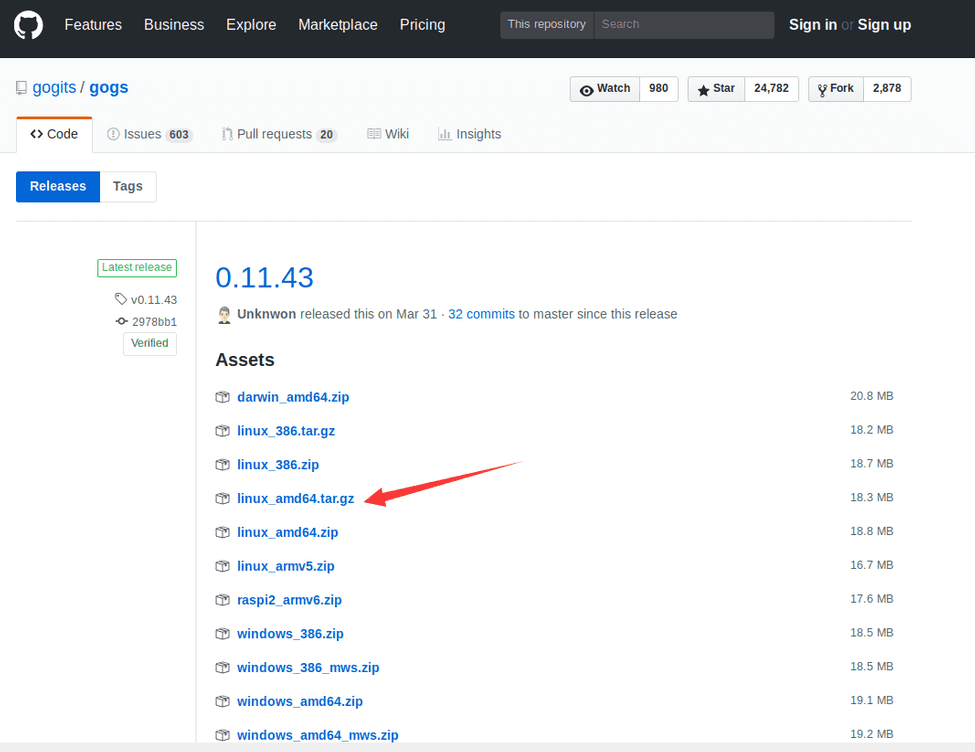 Features Business Explore Marketplace Pricing This repository Search Sign in or Sign up
gogits / gogs Watch 980 Star 24,782 Fork 2,878
Code Issues 603 Pull requests 20 Wiki Insights
Releases Tags
Latest release
v0.11.43
2978bb1
Verified
0.11.43
Unknwon released this on Mar 31 · 32 commits to master since this release
Assets
darwin_amd64.zip 20.8 MB
linux_386.tar.gz 18.2 MB
linux_386.zip 18.7 MB
linux_amd64.tar.gz 18.3 MB
linux_amd64.zip 18.8 MB
linux_armv5.zip 16.7 MB
raspi2_armv6.zip 17.6 MB
windows_386.zip 18.5 MB
windows_386_mws.zip 18.5 MB
windows_amd64.zip 19.1 MB
windows_amd64_mws.zip 19.2 MB